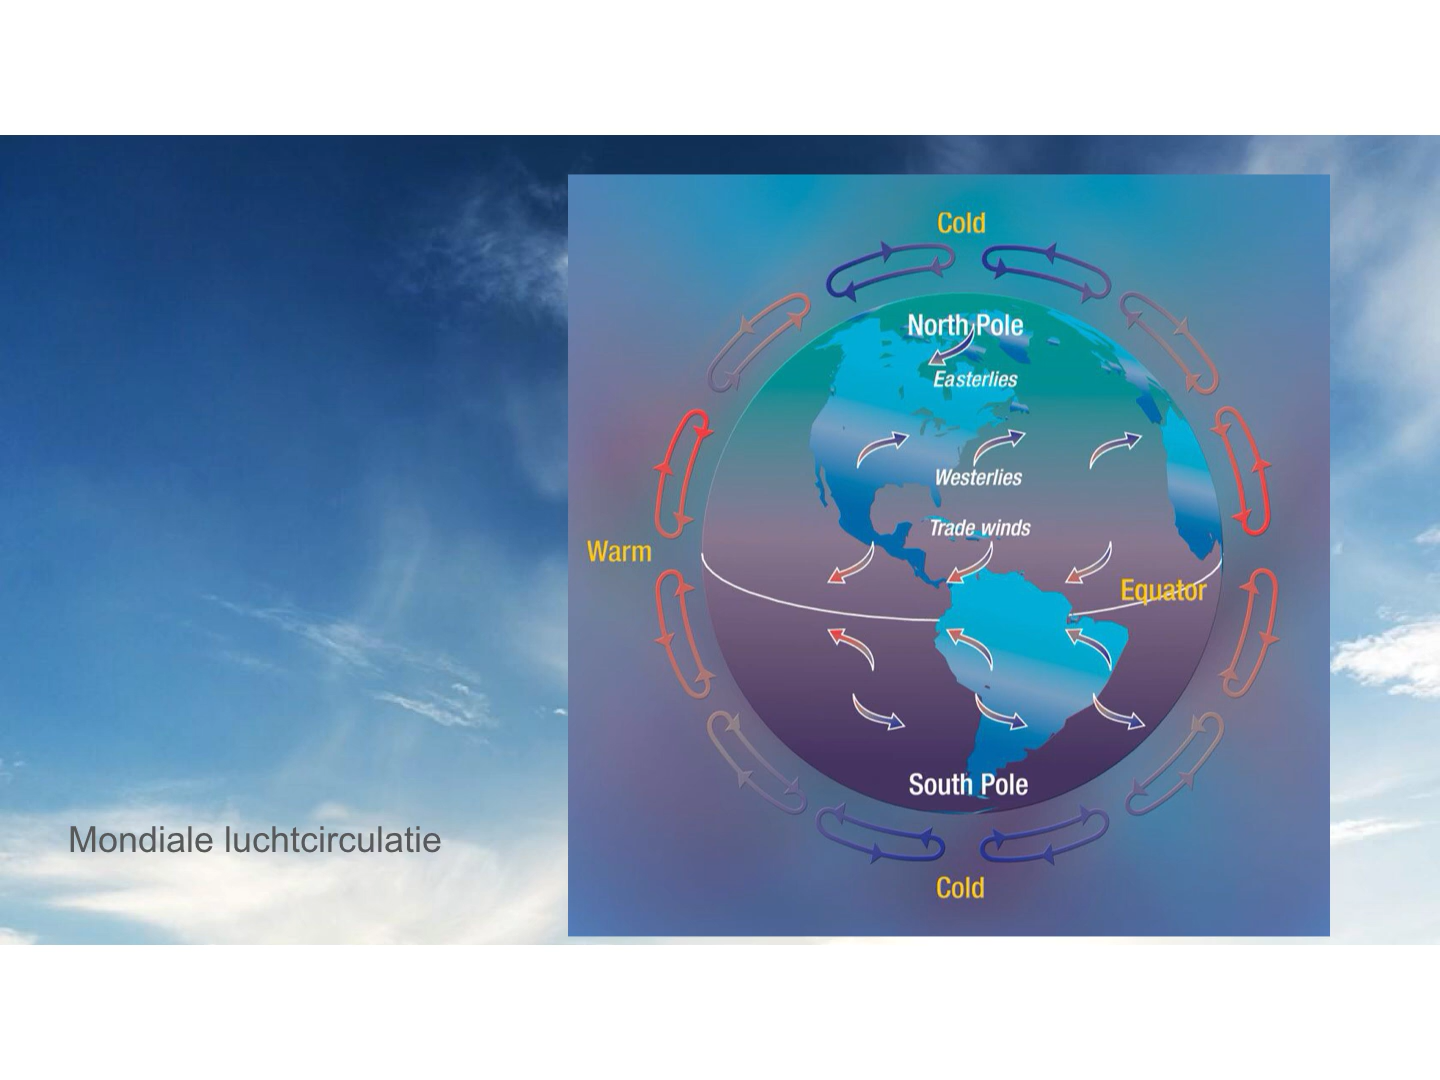 Mondiale luchtcirculatie
Cold
North Pole
Easterlies
Westerlies
Trade winds
Warm
Equator
South Pole
Cold